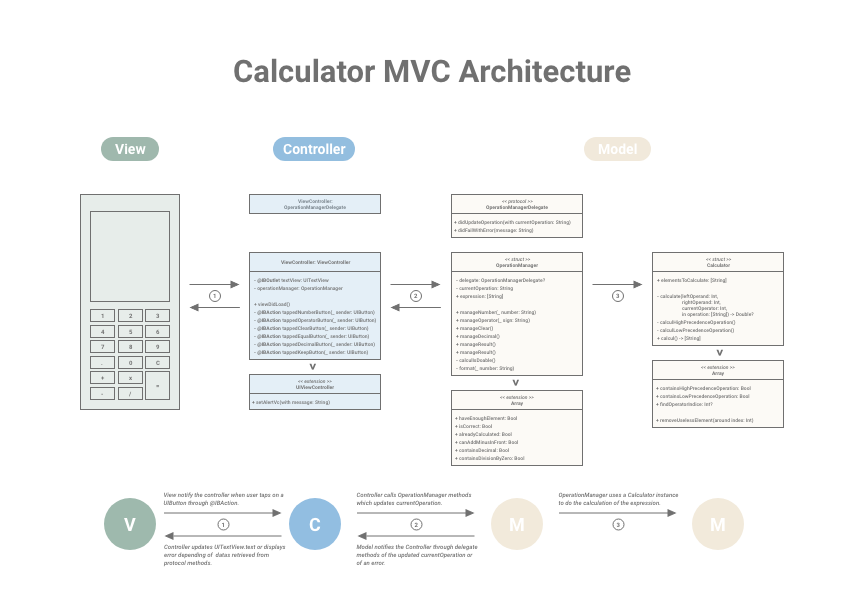 Calculator MVC Architecture
View
Controller
Model
1 2 3
4 5 6
7 8 9
. 0 C
+ x
=
- /
1
ViewController:
OperationManagerDelegate
ViewController: ViewController
- @IBOutlet textView: UITextView
- operationManager: OperationManager
+ viewDidLoad()
- @IBAction tappedNumberButton(_ sender: UIButton)
- @IBAction tappedOperatorButton(_ sender: UIButton)
- @IBAction tappedClearButton(_ sender: UIButton)
- @IBAction tappedEqualButton(_ sender: UIButton)
- @IBAction tappedDecimalButton(_ sender: UIButton)
- @IBAction tappedKeepButton(_ sender: UIButton)
<< extension >>
UIViewController
+ setAlertVc(with message: String)
2
<< protocol >>
OperationManagerDelegate
+ didUpdateOperation(with currentOperation: String)
+ didFailWithError(message: String)
<< struct >>
OperationManager
- delegate: OperationManagerDelegate?
- currentOperation: String
+ expression: [String]
+ manageNumber(_ number: String)
+ manageOperator(_ sign: String)
+ manageClear()
+ manageDecimal()
+ manageResult()
+ manageResult()
- calculIsDoable()
- format(_ number: String)
<< extension >>
Array
+ haveEnoughElement: Bool
+ isCorrect: Bool
+ alreadyCalculated: Bool
+ canAddMinusInFront: Bool
+ containsDecimal: Bool
+ containsDivisionByZero: Bool
3
<< struct >>
Calculator
+ elementsToCalculate: [String]
- calculate(leftOperand: Int,
rightOperand: Int,
currentOperator: Int,
in operation: [String]) -> Double?
- calculHighPrecedenceOperation()
- calculLowPrecedenceOperation()
+ calcul() -> [String]
<< extension >>
Array
+ containsHighPrecedenceOperation: Bool
+ containsLowPrecedenceOperation: Bool
+ findOperatorIndice: Int?
+ removeUselessElement(around index: Int)
V
View notify the controller when user taps on a
UIButton through @IBAction.
1
Controller updates UITextView.text or displays
error depending of datas retrieved from
protocol methods.
C
Controller calls OperationManager methods
which updates currentOperation.
2
Model notifies the Controller through delegate
methods of the updated currentOperation or
of an error.
M
OperationManager uses a Calculator instance
to do the calculation of the expression.
3
M